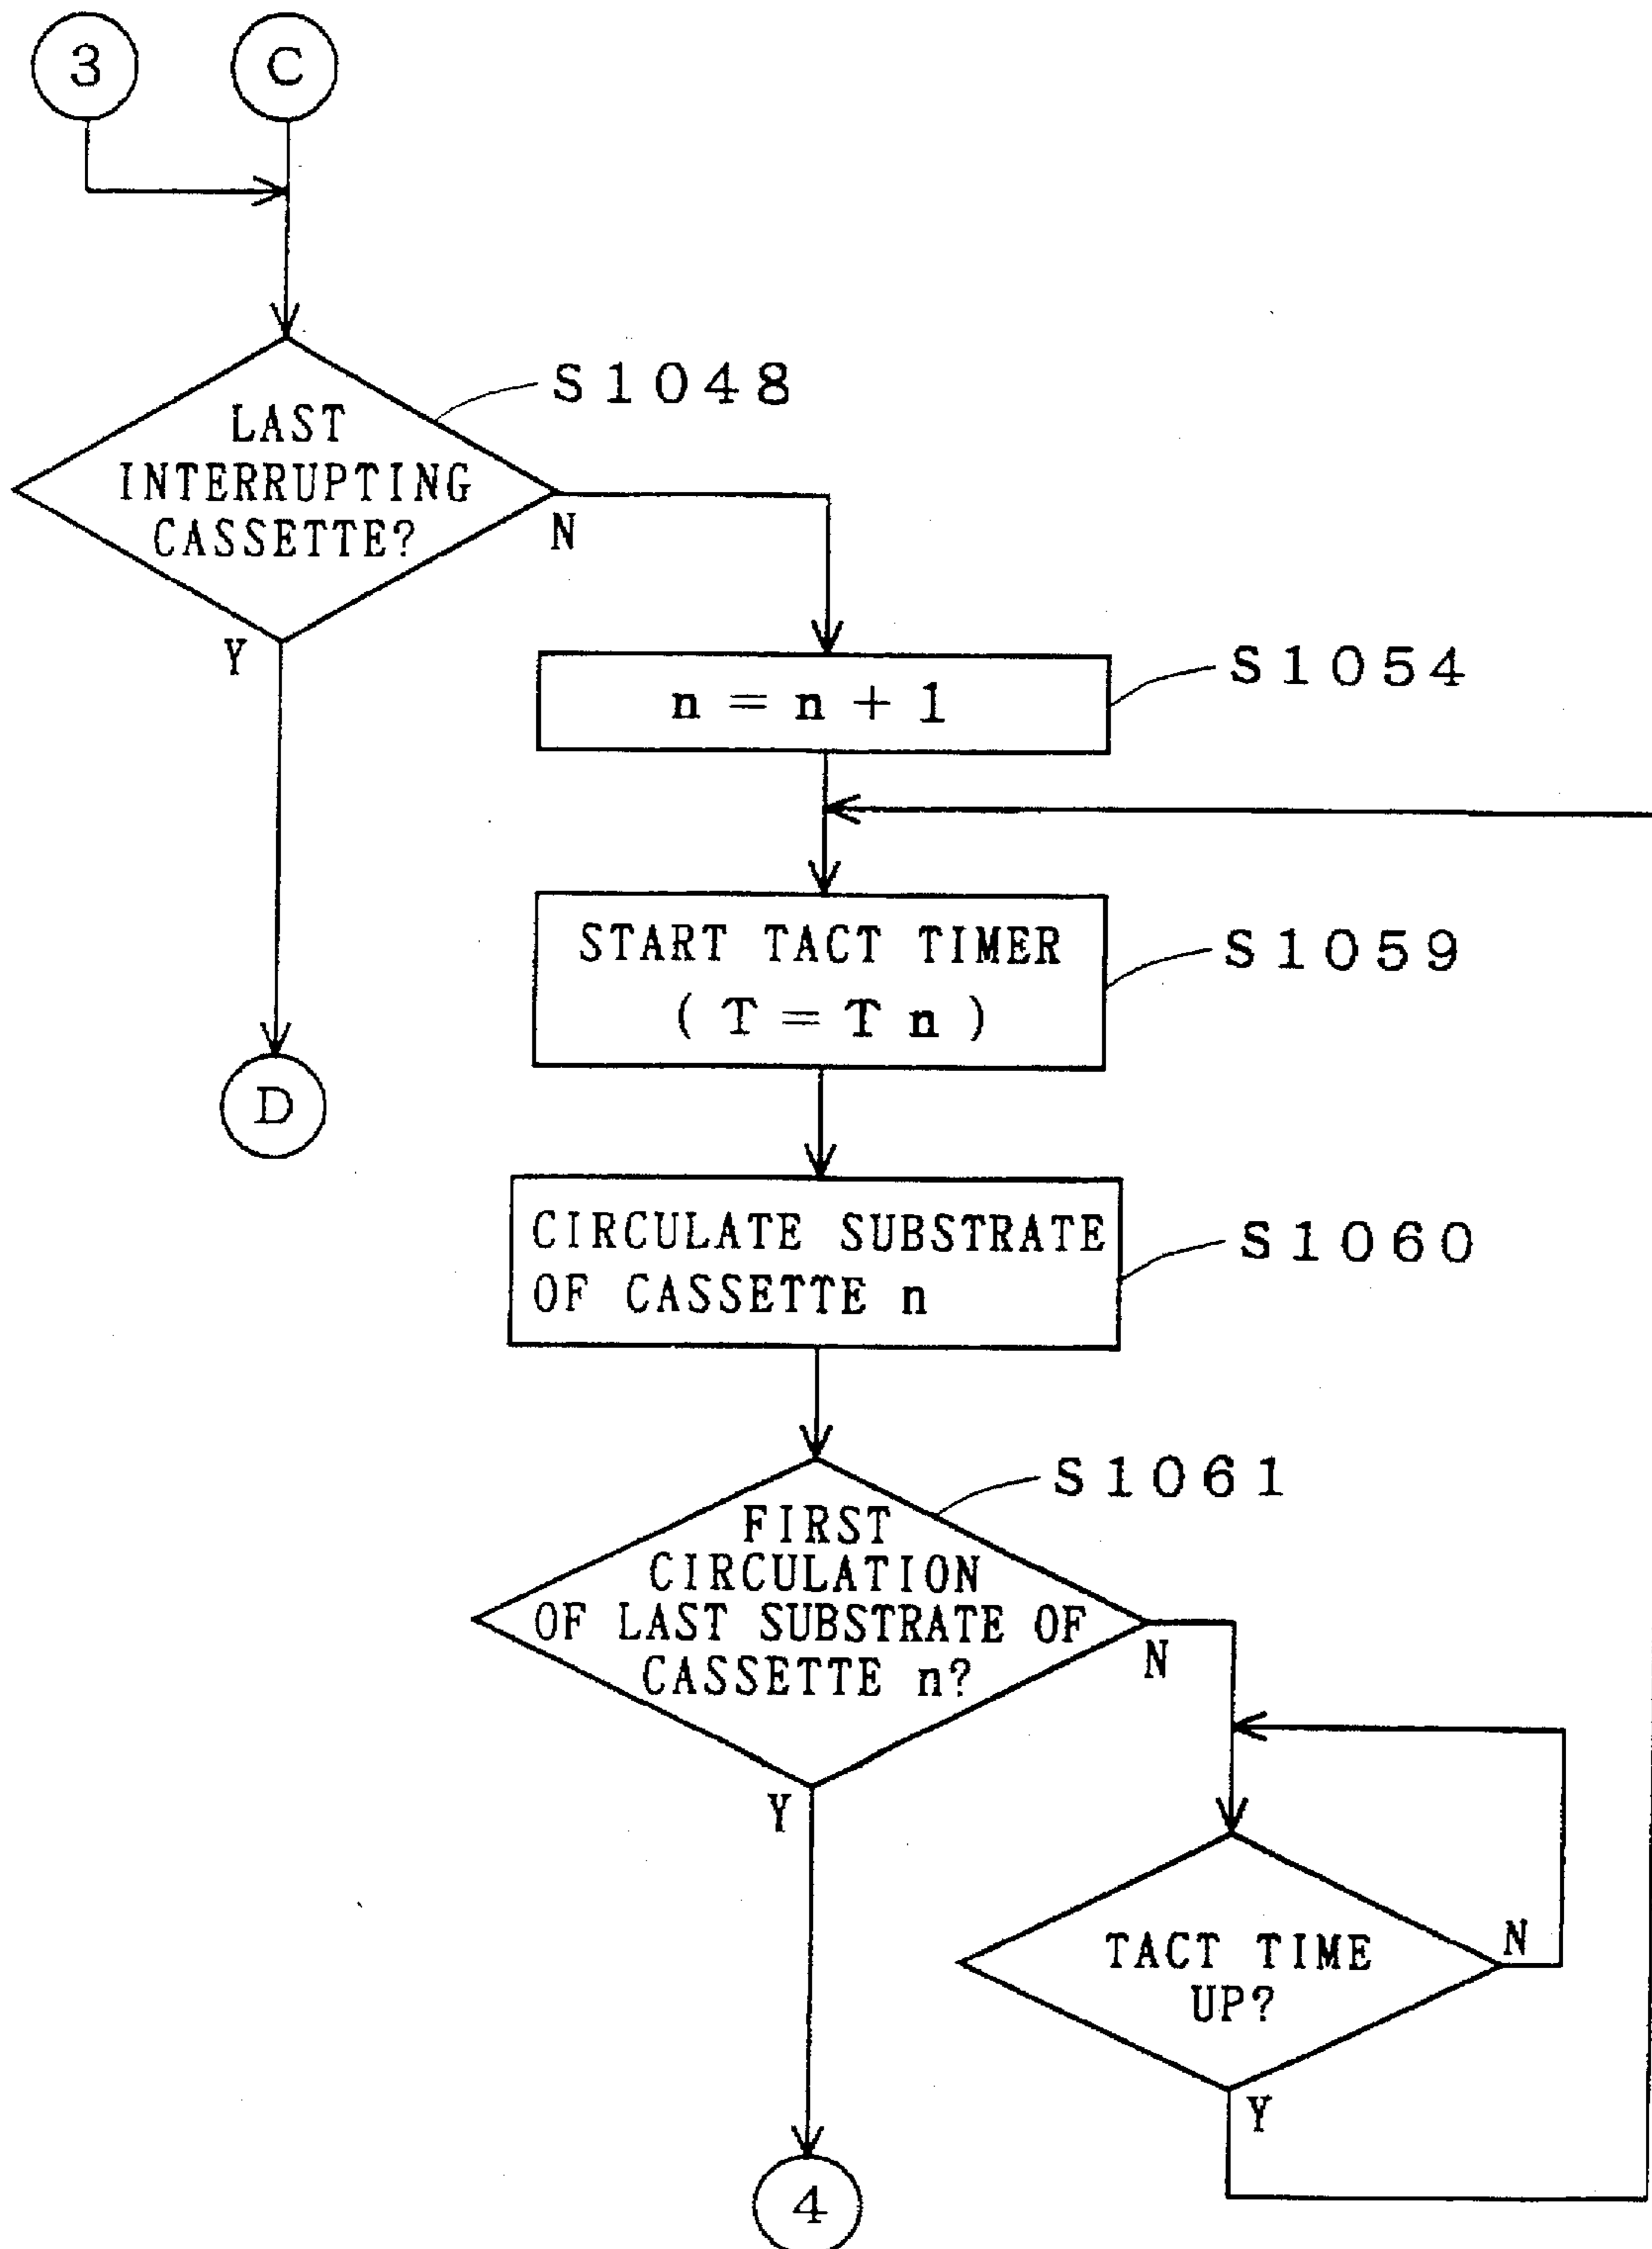 3
C
S1048
LAST
INTERRUPTING
CASSETTE?
N
Y
S1054
n = n + 1
D
START TACT TIMER
( T = T n )
S1059
CIRCULATE SUBSTRATE
OF CASSETTE n
S1060
S1061
FIRST
CIRCULATION
OF LAST SUBSTRATE OF
CASSETTE n?
N
Y
TACT TIME
UP?
N
Y
4